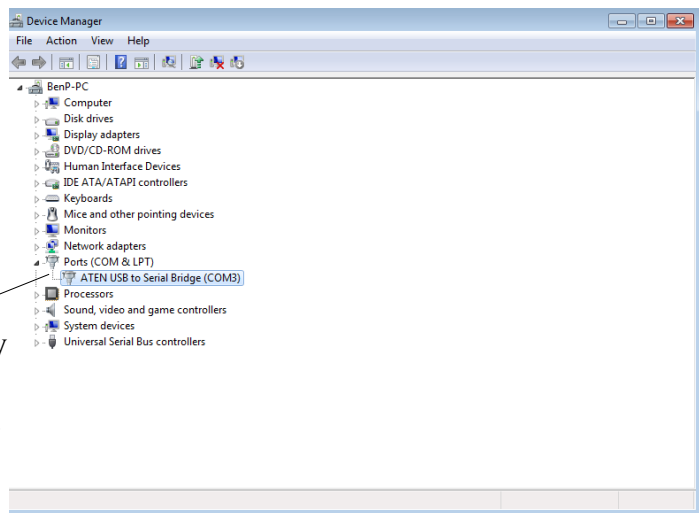 Device Manager
File Action View Help
BenP-PC
Computer
Disk drives
Display adapters
DVD/CD-ROM drives
Human Interface Devices
IDE ATA/ATAPI controllers
Keyboards
Mice and other pointing devices
Monitors
Network adapters
Ports (COM & LPT)
ATEN USB to Serial Bridge (COM3)
Processors
Sound, video and game controllers
System devices
Universal Serial Bus controllers